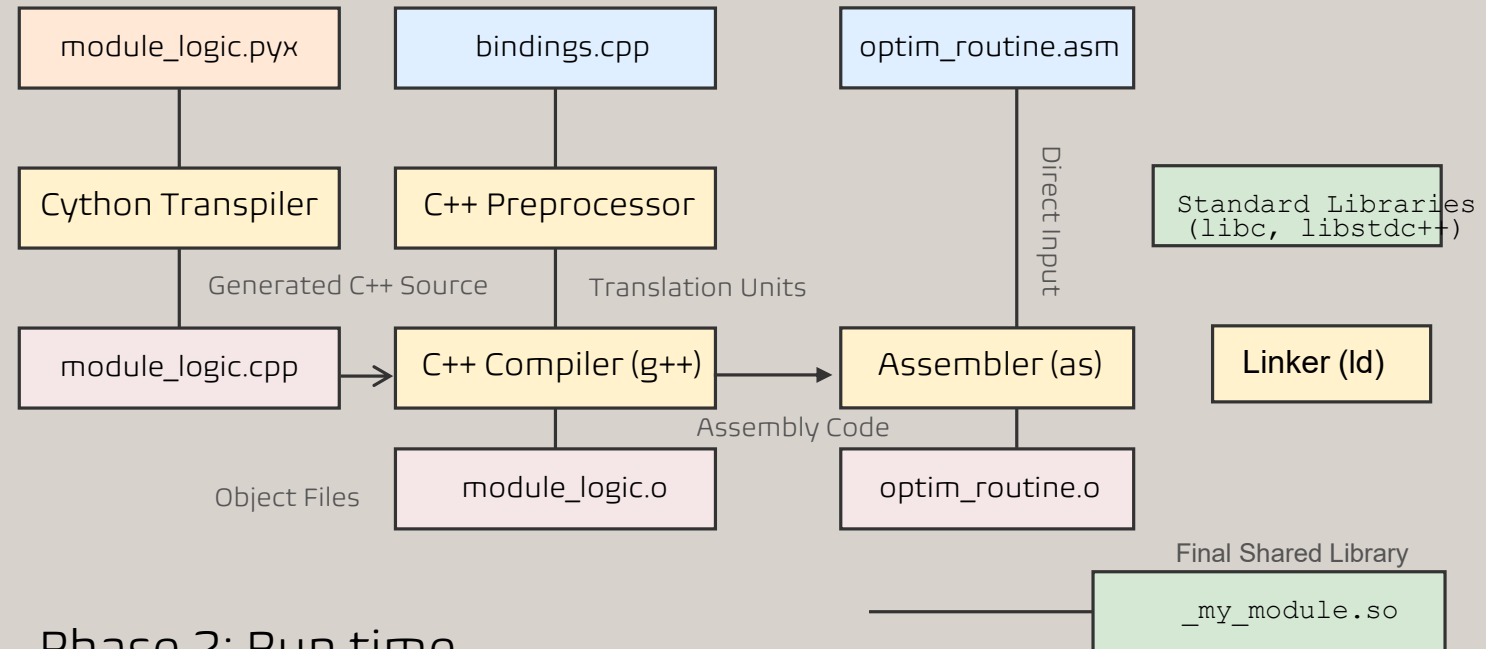 module_logic.pyx
bindings.cpp
optim_routine.asm
Cython Transpiler
C++ Preprocessor
Direct Input
Standard Libraries
(libc, libstdc++)
Generated C++ Source
Translation Units
module_logic.cpp
C++ Compiler (g++)
Assembler (as)
Linker (ld)
Assembly Code
Object Files
module_logic.o
optim_routine.o
Final Shared Library
_my_module.so
Phase 2: Run time